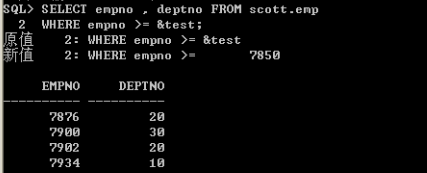 SQL> SELECT empno , deptno FROM scott.emp
  2  WHERE empno >= &test;
原值    2: WHERE empno >= &test
新值    2: WHERE empno >=       7850
     EMPNO     DEPTNO
---------- ----------
      7876         20
      7900         30
      7902         20
      7934         10